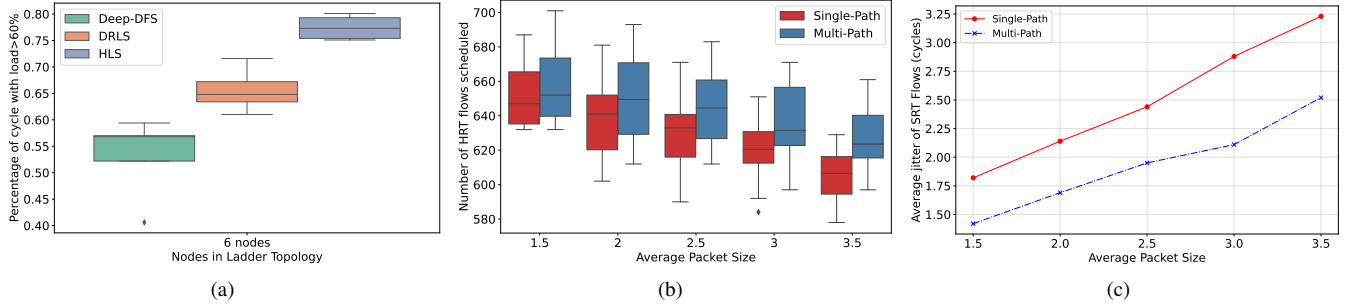 Percentage of cycle with load>60%
0.80
0.75
0.70
0.65
0.60
0.55
0.50
0.45
0.40
Deep-DFS
DRLS
HLS
6 nodes
Nodes in Ladder Topology
(a)
Number of HRT flows scheduled
700
680
660
640
620
600
580
Single-Path
Multi-Path
1.5 2 2.5 3 3.5
Average Packet Size
(b)
Average jitter of SRT Flows (cycles)
3.25
3.00
2.75
2.50
2.25
2.00
1.75
1.50
Single-Path
Multi-Path
1.5 2.0 2.5 3.0 3.5
Average Packet Size
(c)